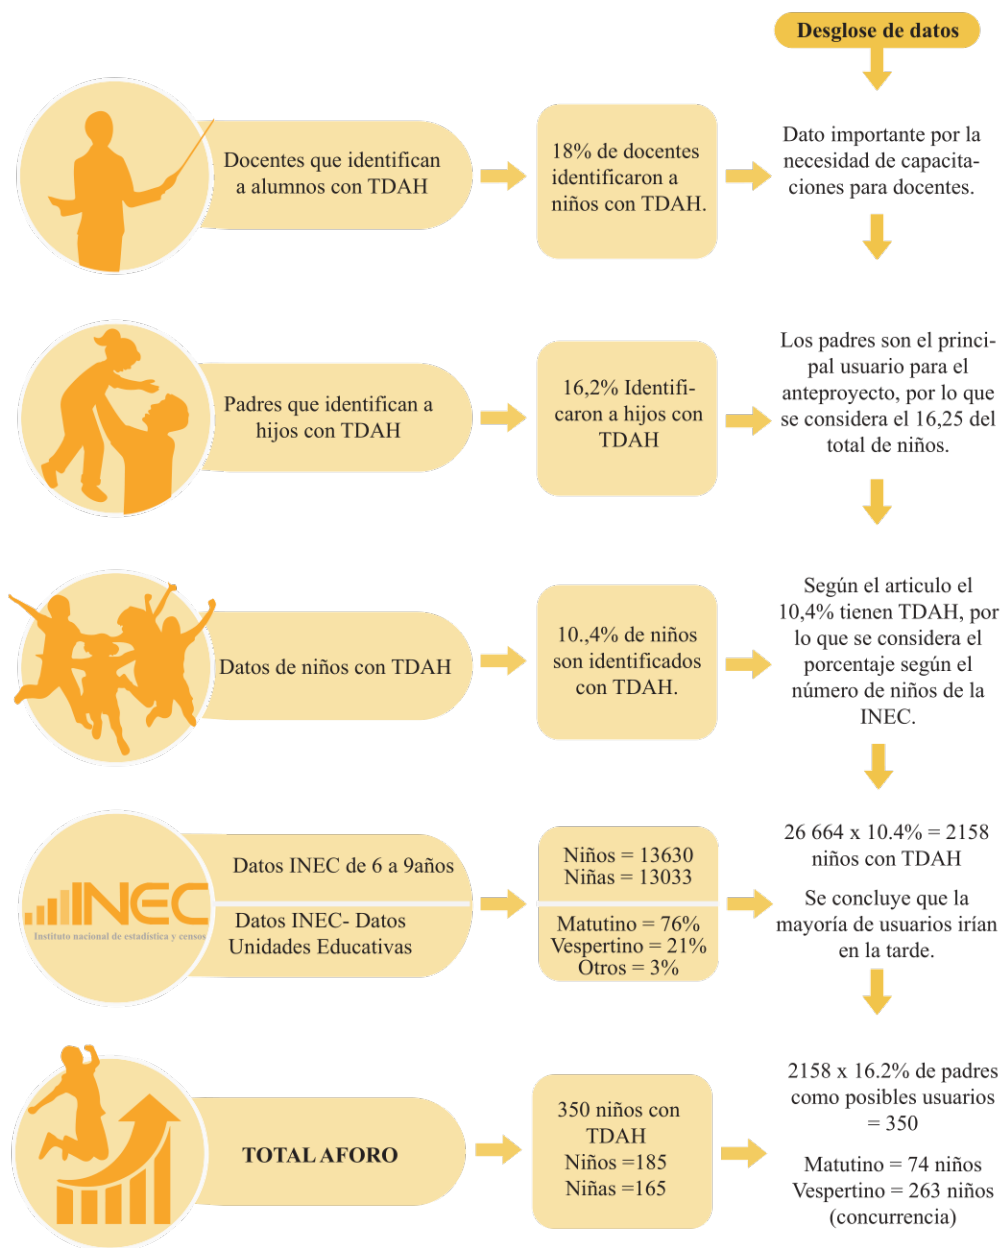 Desglose de datos
Docentes que identifican
a alumnos con TDAH
18% de docentes
identificaron a
niños con TDAH.
Dato importante por la
necesidad de capacita-
ciones para docentes.
Padres que identifican a
hijos con TDAH
16,2% Identifi-
caron a hijos con
TDAH
Los padres son el princi-
pal usuario para el
anteproyecto, por lo que
se considera el 16,25 del
total de niños.
Datos de niños con TDAH
10.,4% de niños
son identificados
con TDAH.
Según el articulo el
10,4% tienen TDAH, por
lo que se considera el
porcentaje según el
número de niños de la
INEC.
INEC
Instituto nacional de estadística y censos
Datos INEC de 6 a 9años
Datos INEC- Datos
Unidades Educativas
Niños = 13630
Niñas = 13033
Matutino = 76%
Vespertino = 21%
Otros = 3%
26 664 x 10.4% = 2158
niños con TDAH
Se concluye que la
mayoría de usuarios irían
en la tarde.
TOTAL AFORO
350 niños con
TDAH
Niños =185
Niñas =165
2158 x 16.2% de padres
como posibles usuarios
= 350
Matutino = 74 niños
Vespertino = 263 niños
(concurrencia)